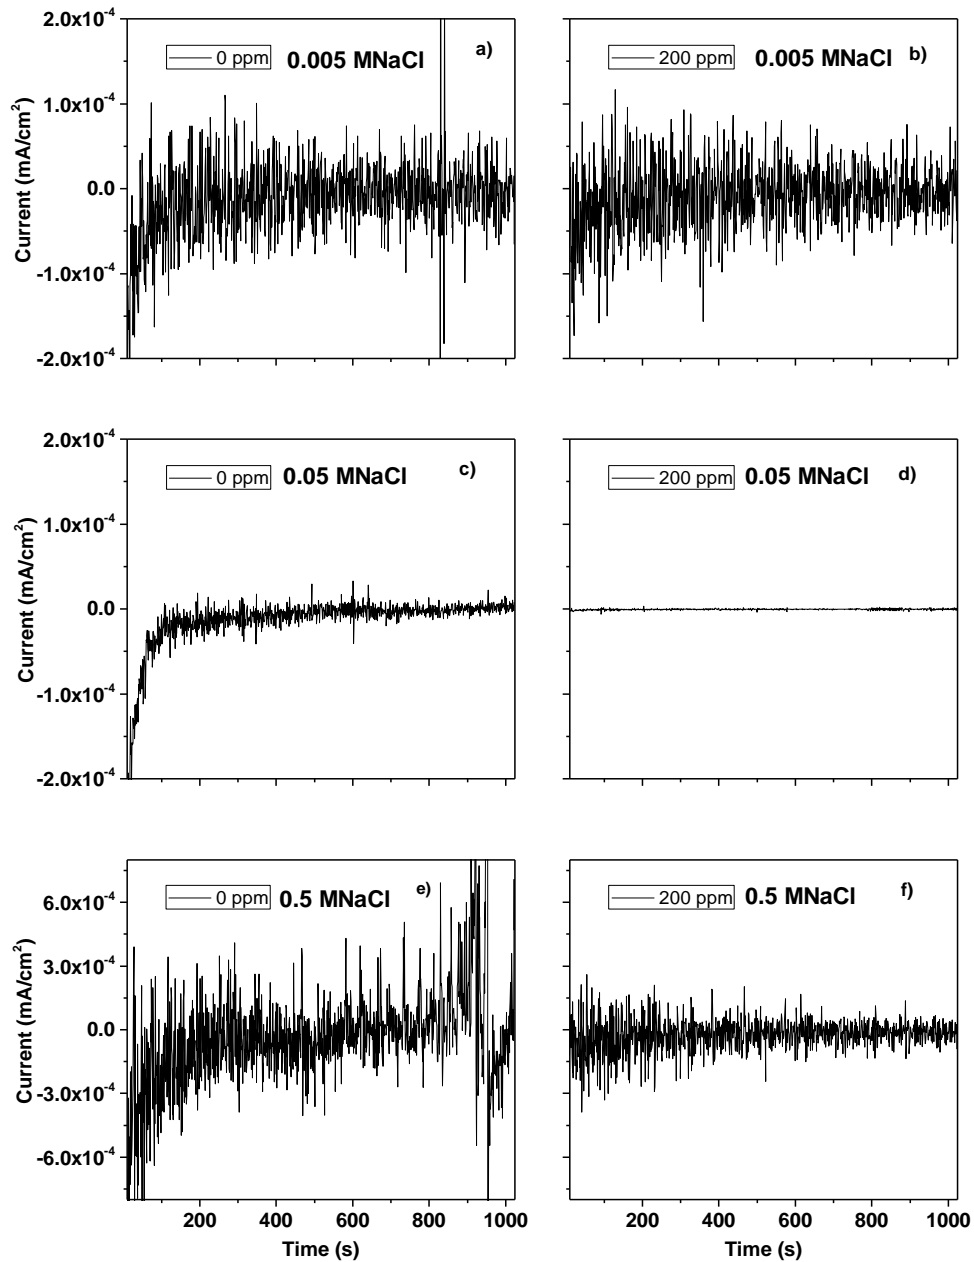 2.0x10⁻⁴
0 ppm 0.005 MNaCl a)
200 ppm 0.005 MNaCl b)
1.0x10⁻⁴
0.0
-1.0x10⁻⁴
-2.0x10⁻⁴
Current (mA/cm²)
2.0x10⁻⁴
0 ppm 0.05 MNaCl c)
200 ppm 0.05 MNaCl d)
1.0x10⁻⁴
0.0
-1.0x10⁻⁴
-2.0x10⁻⁴
Current (mA/cm²)
0 ppm 0.5 MNaCl e)
200 ppm 0.5 MNaCl f)
6.0x10⁻⁴
3.0x10⁻⁴
0.0
-3.0x10⁻⁴
-6.0x10⁻⁴
Current (mA/cm²)
200 400 600 800 1000
200 400 600 800 1000
Time (s)
Time (s)